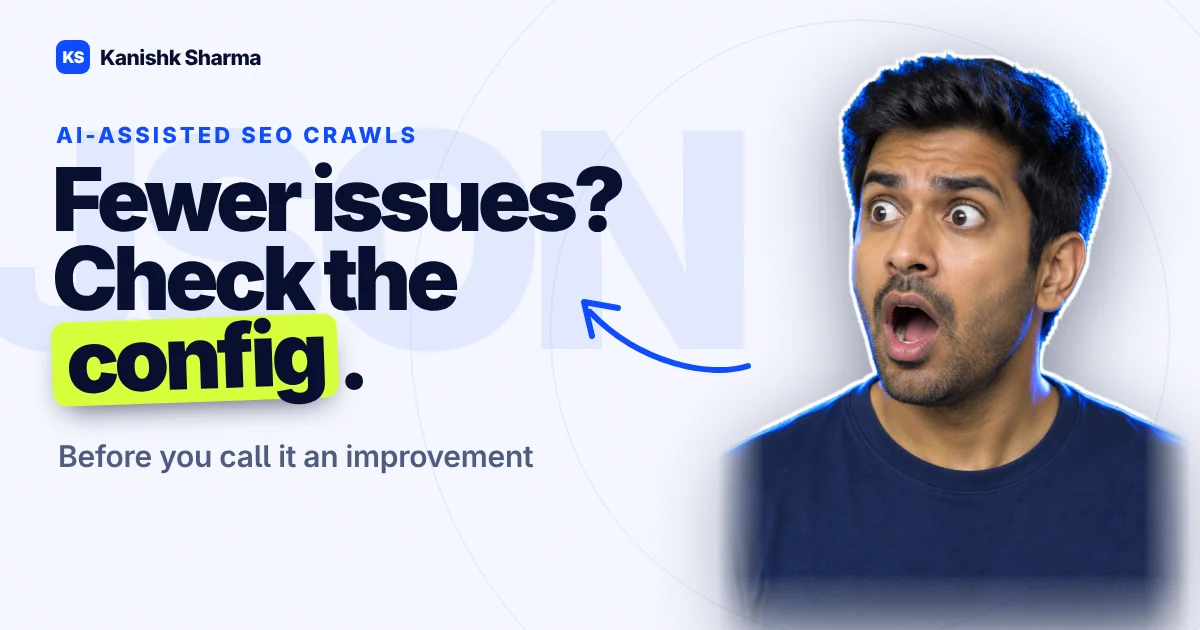 KS Kanishk Sharma
AI-ASSISTED SEO CRAWLS
JSON
Fewer issues?
Check the
config.
Before you call it an improvement